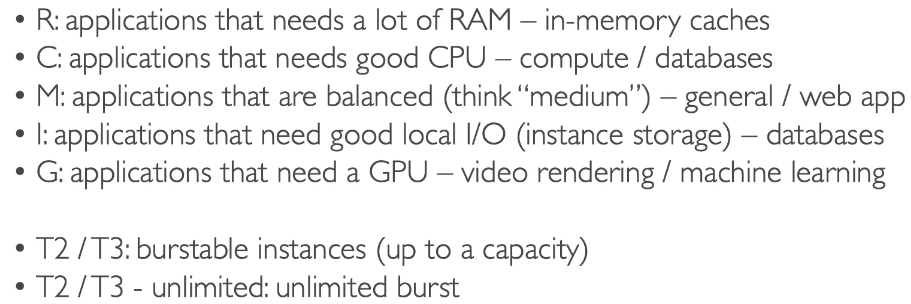 • R: applications that needs a lot of RAM – in-memory caches
• C: applications that needs good CPU – compute / databases
• M: applications that are balanced (think “medium”) – general / web app
• I: applications that need good local I/O (instance storage) – databases
• G: applications that need a GPU – video rendering / machine learning
• T2 / T3: burstable instances (up to a capacity)
• T2 / T3 - unlimited: unlimited burst